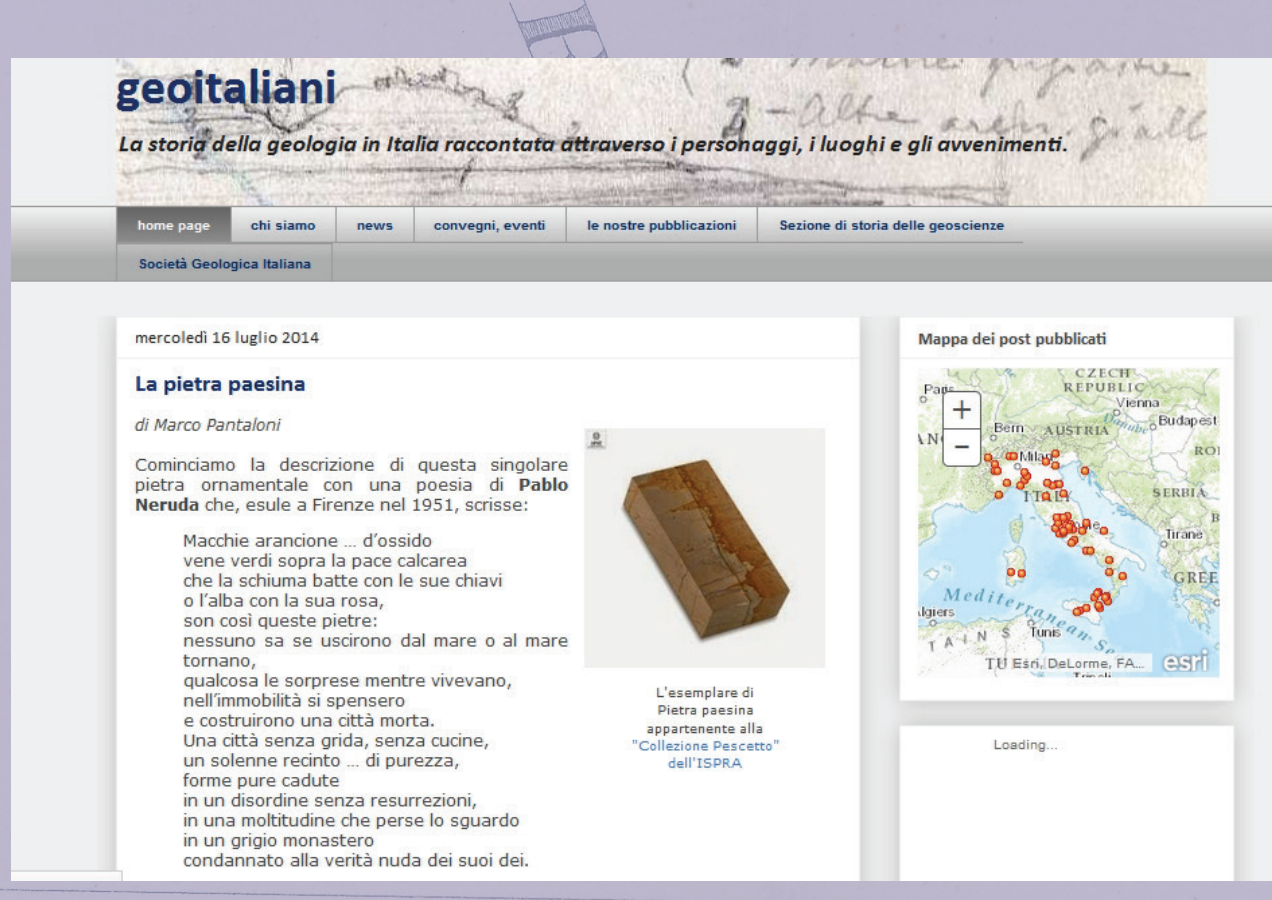 geoitaliani
La storia della geologia in Italia raccontata attraverso i personaggi, i luoghi e gli avvenimenti.
home page
chi siamo
news
convegni, eventi
le nostre pubblicazioni
Sezione di storia delle geoscienze
Società Geologica Italiana
mercoledì 16 luglio 2014
La pietra paesina
di Marco Pantaloni
Cominciamo la descrizione di questa singolare
pietra ornamentale con una poesia di Pablo
Neruda che, esule a Firenze nel 1951, scrisse:
Macchie arancione ... d'ossido
vene verdi sopra la pace calcarea
che la schiuma batte con le sue chiavi
o l'alba con la sua rosa,
son così queste pietre:
nessuno sa se uscirono dal mare o al mare
tornano,
qualcosa le sorprese mentre vivevano,
nell'immobilità si spensero
e costruirono una città morta.
Una città senza grida, senza cucine,
un solenne recinto ... di purezza,
forme pure cadute
in un disordine senza resurrezioni,
in una moltitudine che perse lo sguardo
in un grigio monastero
condannato alla verità nuda dei suoi dei.
L'esemplare di
Pietra paesina
appartenente alla
"Collezione Pescetto"
dell'ISPRA
Mappa dei post pubblicati
CZECH
REPUBLIC
Paris
Vienna
+
Danube
Budapest
Bern
AUSTRIA
−
Milan
ITALY
SERBIA
Rome
Tirane
GREE
Mediterranean Se
lgiers
Tunis
TAINS
TU
Esri, DeLorme, FA...
esri
Tripoli
Loading...